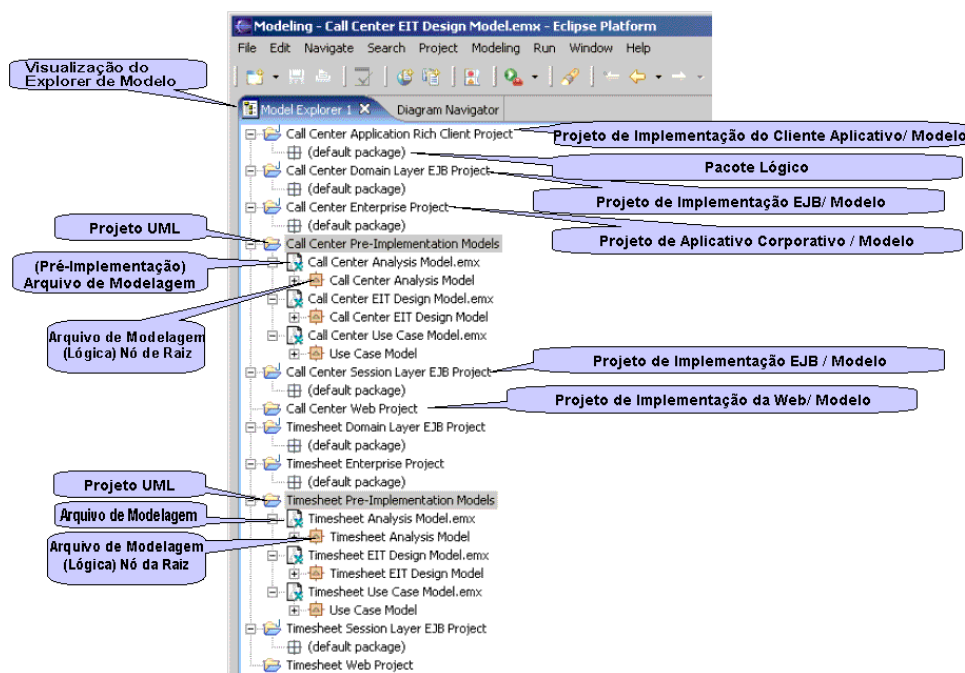 Modeling - Call Center EIT Design Model.emx - Eclipse Platform
File Edit Navigate Search Project Modeling Run Window Help
Visualização do
Explorer de Modelo
Model Explorer 1
Diagram Navigator
Call Center Application Rich Client Project
Projeto de Implementação do Cliente Aplicativo/ Modelo
(default package)
Pacote Lógico
Call Center Domain Layer EJB Project
(default package)
Projeto de Implementação EJB/ Modelo
Call Center Enterprise Project
(default package)
Projeto de Aplicativo Corporativo / Modelo
Projeto UML
Call Center Pre-Implementation Models
(Pré-Implementação)
Arquivo de Modelagem
Call Center Analysis Model.emx
Call Center Analysis Model
Call Center EIT Design Model.emx
Call Center EIT Design Model
Arquivo de Modelagem
(Lógica) Nó de Raiz
Call Center Use Case Model.emx
Use Case Model
Call Center Session Layer EJB Project
Projeto de Implementação EJB / Modelo
(default package)
Call Center Web Project
Projeto de Implementação da Web/ Modelo
Timesheet Domain Layer EJB Project
(default package)
Timesheet Enterprise Project
(default package)
Projeto UML
Timesheet Pre-Implementation Models
Arquivo de Modelagem
Timesheet Analysis Model.emx
Timesheet Analysis Model
Arquivo de Modelagem
(Lógica) Nó da Raiz
Timesheet EIT Design Model.emx
Timesheet EIT Design Model
Timesheet Use Case Model.emx
Use Case Model
Timesheet Session Layer EJB Project
(default package)
Timesheet Web Project